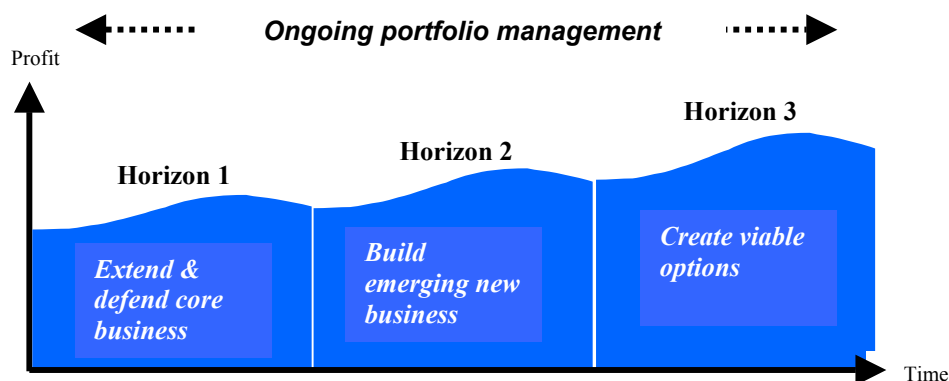 Ongoing portfolio management
Profit
Horizon 3
Horizon 2
Horizon 1
Extend &
defend core
business
Build
emerging new
business
Create viable
options
Time